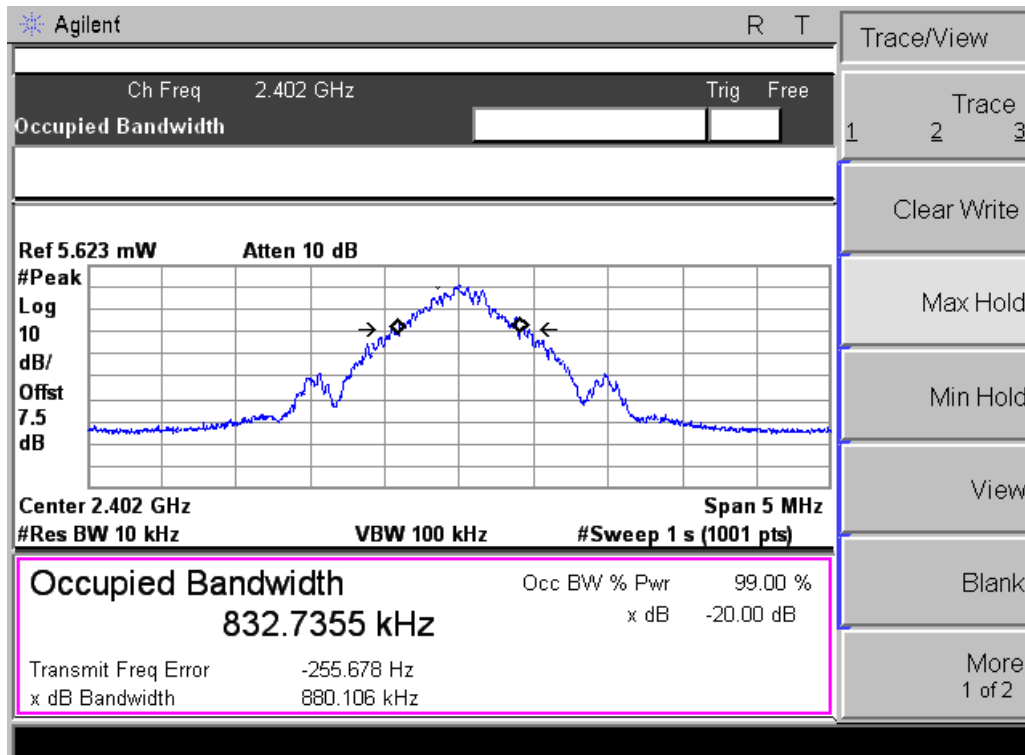 Agilent R T
Ch Freq 2.402 GHz Trig Free
Occupied Bandwidth
Ref 5.623 mW Atten 10 dB
#Peak
Log
10
dB/
Offst
7.5
dB
Center 2.402 GHz Span 5 MHz
#Res BW 10 kHz VBW 100 kHz #Sweep 1 s (1001 pts)
Occupied Bandwidth
832.7355 kHz
Occ BW % Pwr 99.00 %
x dB -20.00 dB
Transmit Freq Error -255.678 Hz
x dB Bandwidth 880.106 kHz
Trace/View
Trace
1 2 3
Clear Write
Max Hold
Min Hold
View
Blank
More
1 of 2